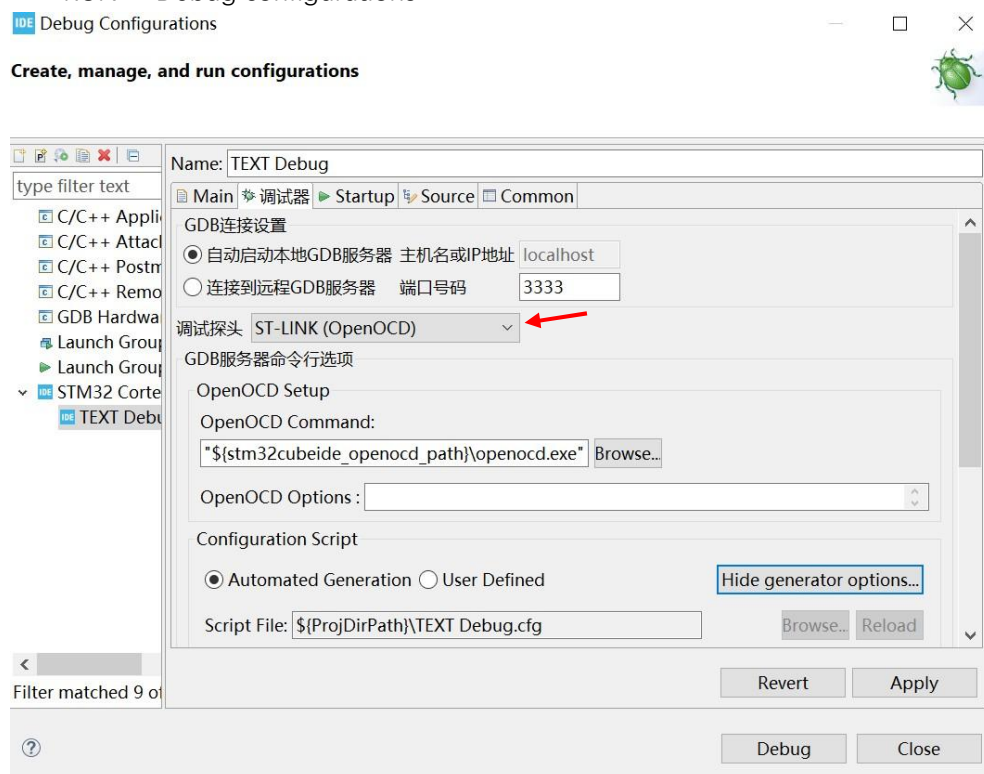 Debug Configurations
Create, manage, and run configurations
Name: TEXT Debug
type filter text
Main 调试器 Startup Source Common
C/C++ Appli
C/C++ Attacl
C/C++ Postm
C/C++ Remo
GDB Hardwa
Launch Group
Launch Group
STM32 Corte
TEXT Debu
GDB连接设置
自动启动本地GDB服务器 主机名或IP地址 localhost
连接到远程GDB服务器 端口号码 3333
调试探头 ST-LINK (OpenOCD)
GDB服务器命令行选项
OpenOCD Setup
OpenOCD Command:
"${stm32cubeide_openocd_path}\openocd.exe" Browse...
OpenOCD Options :
Configuration Script
Automated Generation User Defined Hide generator options...
Script File: ${ProjDirPath}\TEXT Debug.cfg Browse... Reload
Filter matched 9 of
Revert Apply
Debug Close